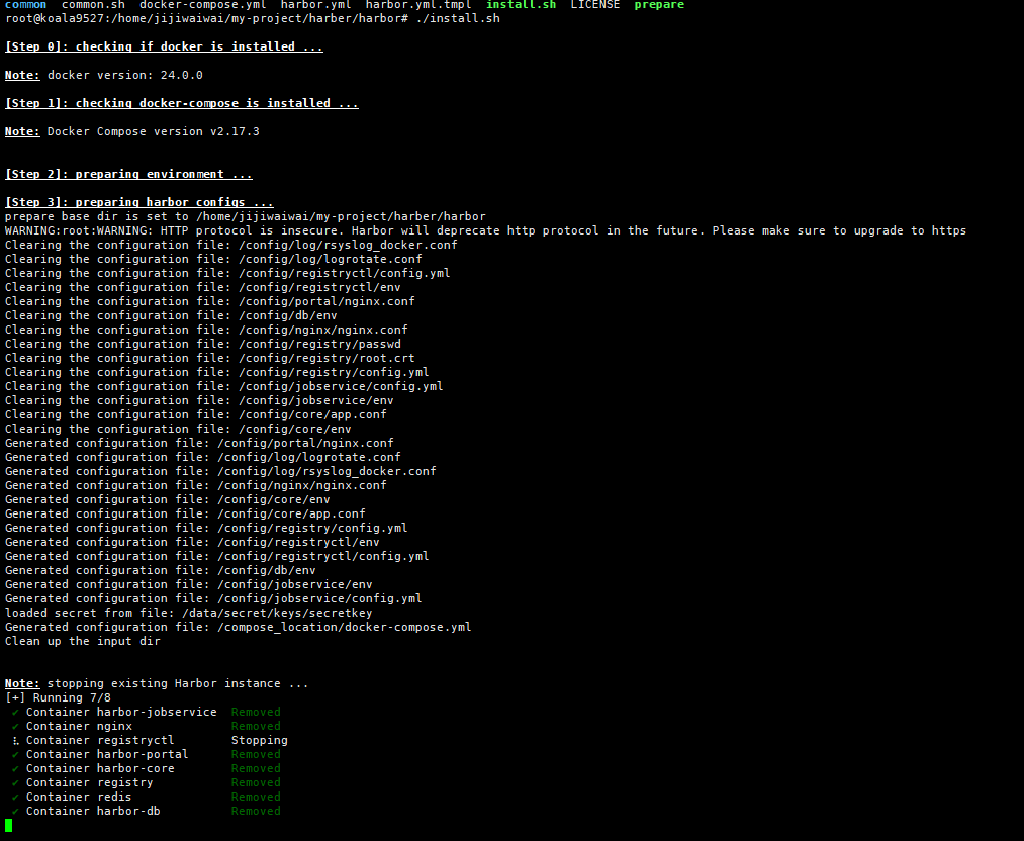 common  common.sh  docker-compose.yml  harbor.yml  harbor.yml.tmpl  install.sh  LICENSE  prepare
root@koala9527:/home/jijiwaiwai/my-project/harber/harbor# ./install.sh
[Step 0]: checking if docker is installed ...
Note: docker version: 24.0.0
[Step 1]: checking docker-compose is installed ...
Note: Docker Compose version v2.17.3
[Step 2]: preparing environment ...
[Step 3]: preparing harbor configs ...
prepare base dir is set to /home/jijiwaiwai/my-project/harber/harbor
WARNING:root:WARNING: HTTP protocol is insecure. Harbor will deprecate http protocol in the future. Please make sure to upgrade to https
Clearing the configuration file: /config/log/rsyslog_docker.conf
Clearing the configuration file: /config/log/logrotate.conf
Clearing the configuration file: /config/registryctl/config.yml
Clearing the configuration file: /config/registryctl/env
Clearing the configuration file: /config/portal/nginx.conf
Clearing the configuration file: /config/db/env
Clearing the configuration file: /config/nginx/nginx.conf
Clearing the configuration file: /config/registry/passwd
Clearing the configuration file: /config/registry/root.crt
Clearing the configuration file: /config/registry/config.yml
Clearing the configuration file: /config/jobservice/config.yml
Clearing the configuration file: /config/jobservice/env
Clearing the configuration file: /config/core/app.conf
Clearing the configuration file: /config/core/env
Generated configuration file: /config/portal/nginx.conf
Generated configuration file: /config/log/logrotate.conf
Generated configuration file: /config/log/rsyslog_docker.conf
Generated configuration file: /config/nginx/nginx.conf
Generated configuration file: /config/core/env
Generated configuration file: /config/core/app.conf
Generated configuration file: /config/registry/config.yml
Generated configuration file: /config/registryctl/env
Generated configuration file: /config/registryctl/config.yml
Generated configuration file: /config/db/env
Generated configuration file: /config/jobservice/env
Generated configuration file: /config/jobservice/config.yml
loaded secret from file: /data/secret/keys/secretkey
Generated configuration file: /compose_location/docker-compose.yml
Clean up the input dir
Note: stopping existing Harbor instance ...
[+] Running 7/8
✔ Container harbor-jobservice  Removed
✔ Container nginx  Removed
⠧ Container registryctl  Stopping
✔ Container harbor-portal  Removed
✔ Container harbor-core  Removed
✔ Container registry  Removed
✔ Container redis  Removed
✔ Container harbor-db  Removed